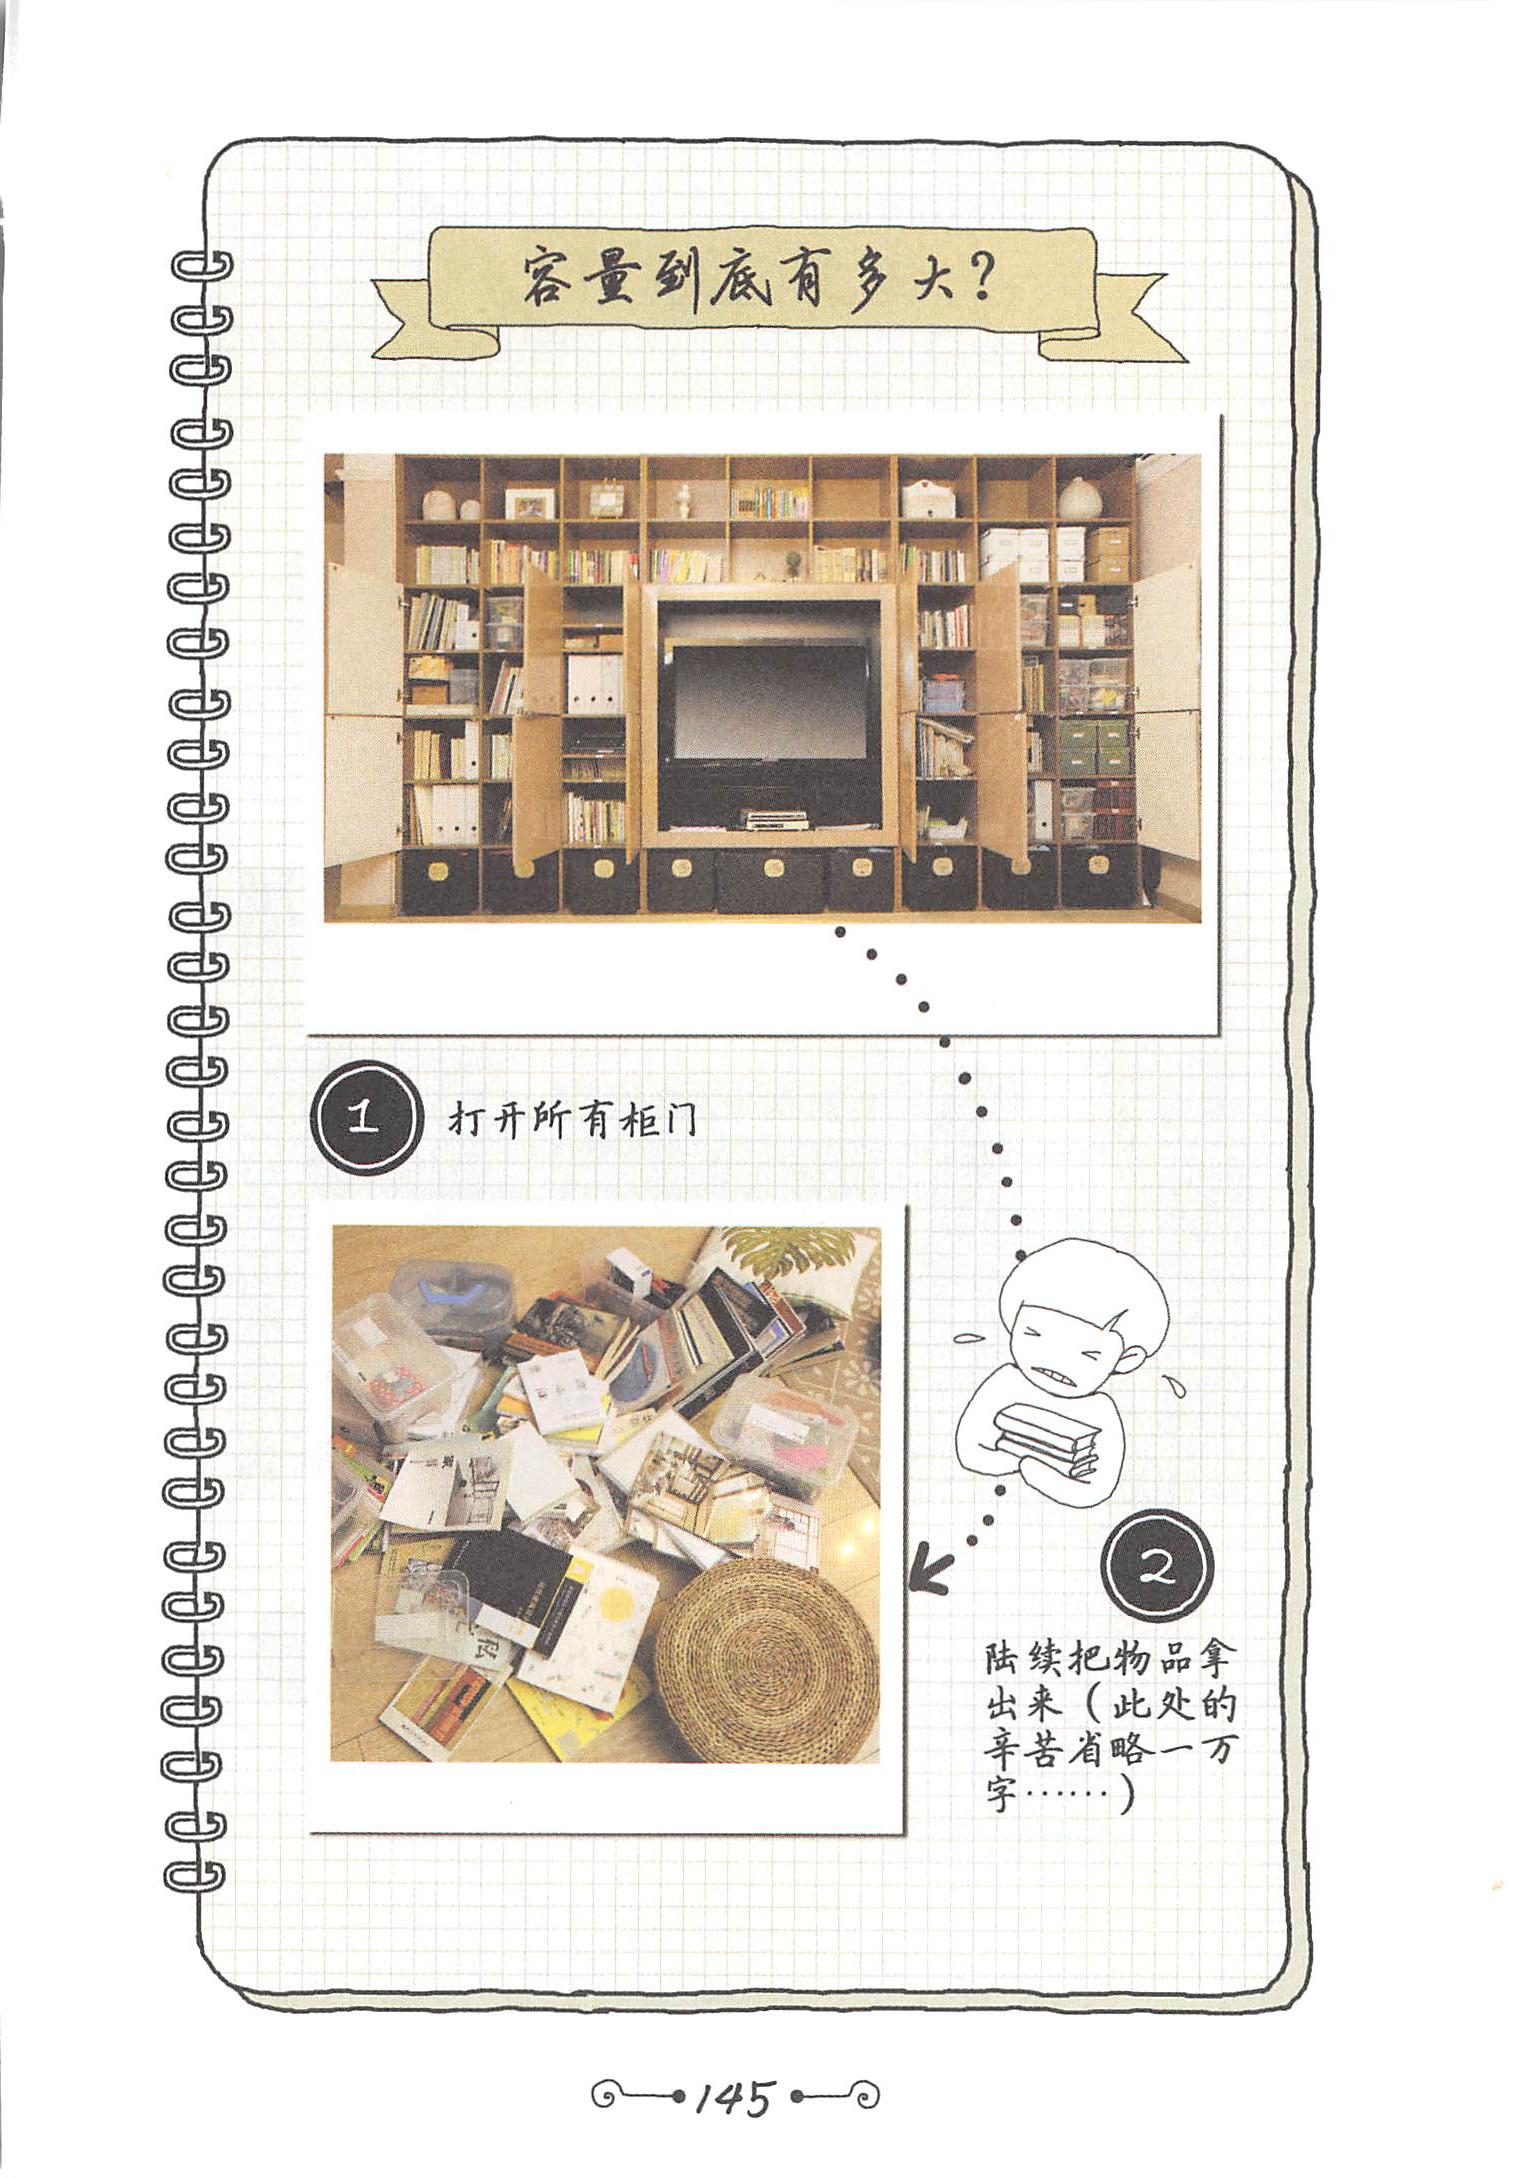 容量到底有多大？
1
打开所有柜门
2
陆续把物品拿
出来（此处的
辛苦省略一万
字……）
145